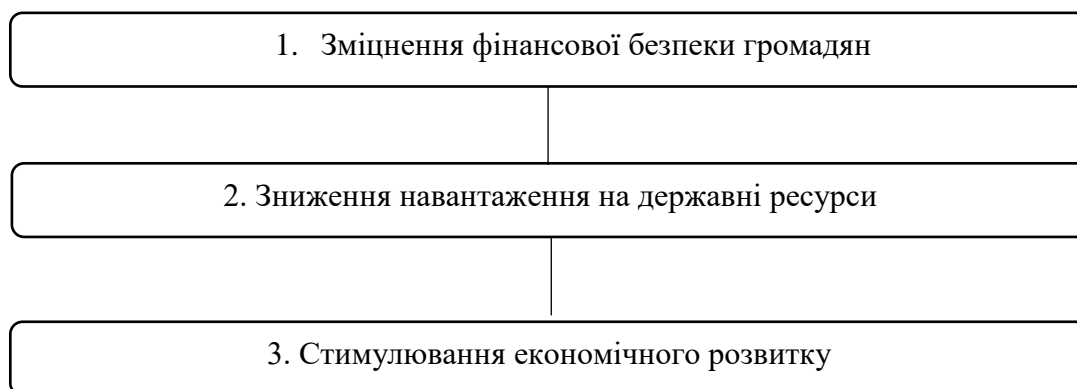 1. Зміцнення фінансової безпеки громадян
2. Зниження навантаження на державні ресурси
3. Стимулювання економічного розвитку